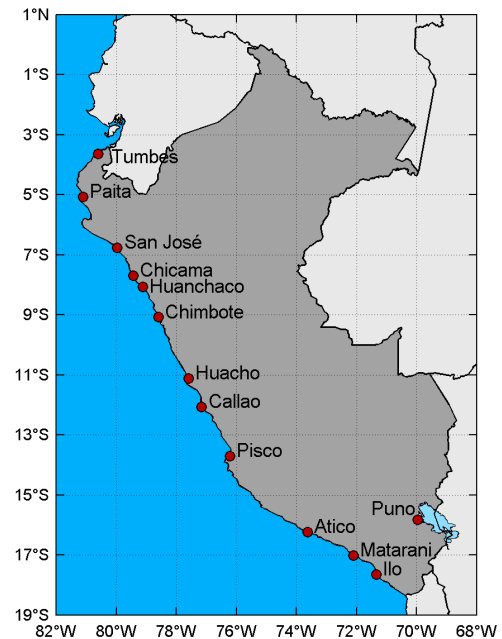 1°N
1°S
3°S
Tumbes
5°S
Paita
San José
7°S
Chicama
Huanchaco
9°S
Chimbote
11°S
Huacho
Callao
13°S
Pisco
15°S
Puno
Atico
17°S
Matarani
Ilo
19°S
82°W 80°W 78°W 76°W 74°W 72°W 70°W 68°W